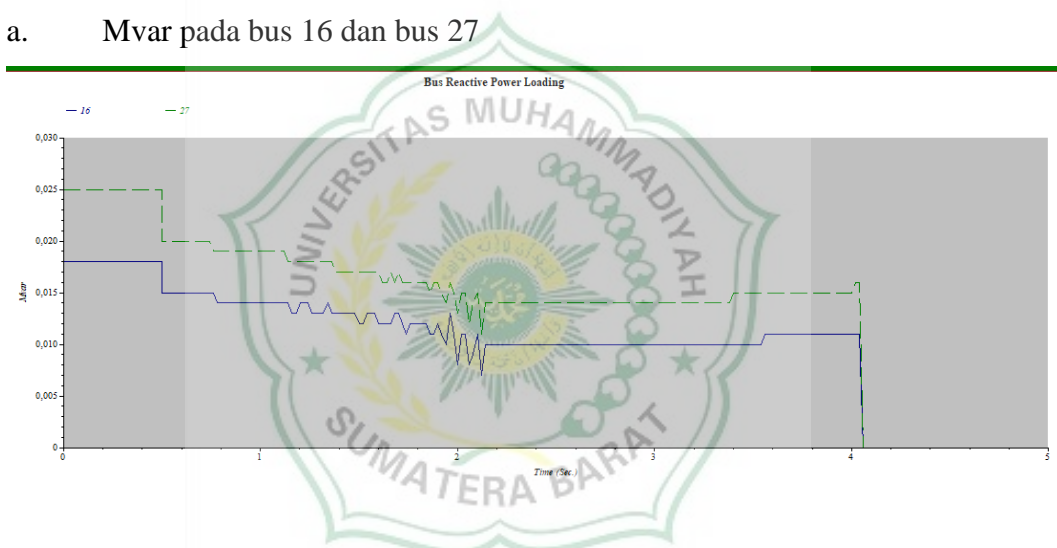 a. Mvar pada bus 16 dan bus 27
Bus Reactive Power Loading
16 27
0,030
0,025
0,020
0,015
0,010
0,005
0
Mvar
0 1 2 3 4 5
Time (Sec.)
UNIVERSITAS MUHAMMADIYAH
SUMATERA BARAT